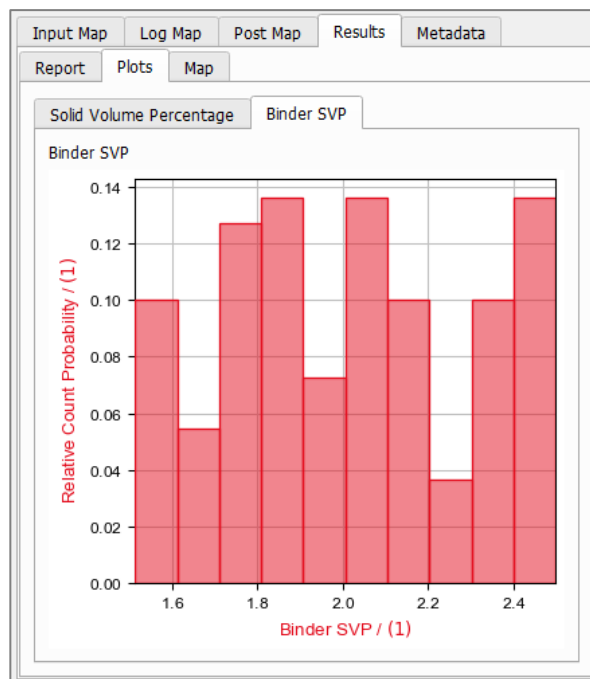 Input Map Log Map Post Map Results Metadata
Report Plots Map
Solid Volume Percentage Binder SVP
Binder SVP
Relative Count Probability / (1)
0.14
0.12
0.10
0.08
0.06
0.04
0.02
0.00
1.6 1.8 2.0 2.2 2.4
Binder SVP / (1)